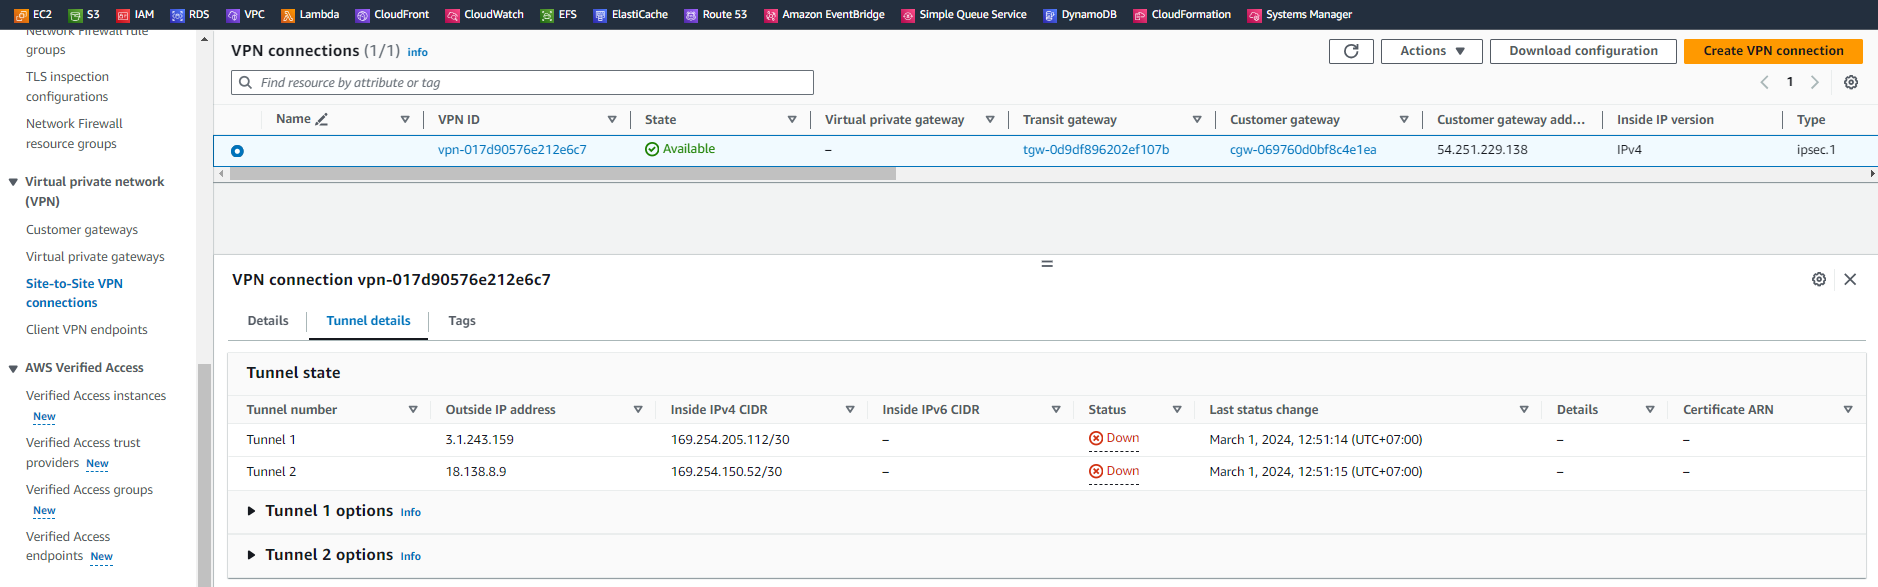 EC2 S3 IAM RDS VPC Lambda CloudFront CloudWatch EFS ElastiCache Route 53 Amazon EventBridge Simple Queue Service DynamoDB CloudFormation Systems Manager
Network Firewall rule
groups
TLS inspection
configurations
Network Firewall
resource groups
Virtual private network
(VPN)
Customer gateways
Virtual private gateways
Site-to-Site VPN
connections
Client VPN endpoints
AWS Verified Access
Verified Access instances
New
Verified Access trust
providers New
Verified Access groups
New
Verified Access
endpoints New
VPN connections (1/1) Info
Actions Download configuration Create VPN connection
Find resource by attribute or tag
1
Name VPN ID State Virtual private gateway Transit gateway Customer gateway Customer gateway add... Inside IP version Type
vpn-017d90576e212e6c7 Available – tgw-0d9df896202ef107b cgw-069760d0bf8c4e1ea 54.251.229.138 IPv4 ipsec.1
VPN connection vpn-017d90576e212e6c7
Details Tunnel details Tags
Tunnel state
Tunnel number Outside IP address Inside IPv4 CIDR Inside IPv6 CIDR Status Last status change Details Certificate ARN
Tunnel 1 3.1.243.159 169.254.205.112/30 – Down March 1, 2024, 12:51:14 (UTC+07:00) – –
Tunnel 2 18.138.8.9 169.254.150.52/30 – Down March 1, 2024, 12:51:15 (UTC+07:00) – –
Tunnel 1 options Info
Tunnel 2 options Info